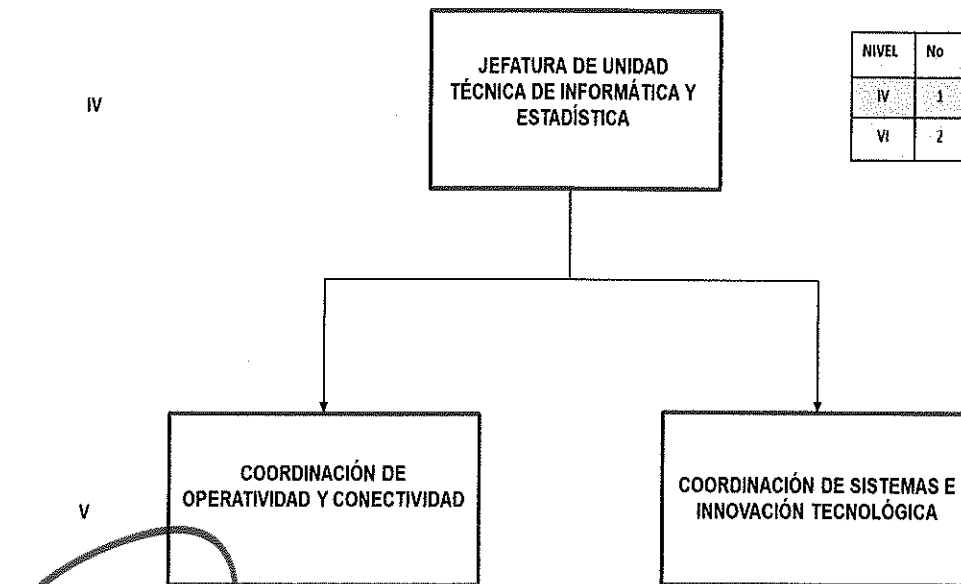 JEFATURA DE UNIDAD
TÉCNICA DE INFORMÁTICA Y
ESTADÍSTICA
NIVEL No
IV 1
VI 2
IV
COORDINACIÓN DE
OPERATIVIDAD Y CONECTIVIDAD
COORDINACIÓN DE SISTEMAS E
INNOVACIÓN TECNOLÓGICA
V